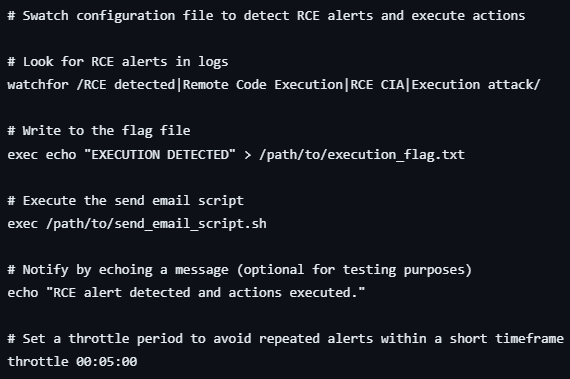 # Swatch configuration file to detect RCE alerts and execute actions
# Look for RCE alerts in logs
watchfor /RCE detected|Remote Code Execution|RCE CIA|Execution attack/
# Write to the flag file
exec echo "EXECUTION DETECTED" > /path/to/execution_flag.txt
# Execute the send email script
exec /path/to/send_email_script.sh
# Notify by echoing a message (optional for testing purposes)
echo "RCE alert detected and actions executed."
# Set a throttle period to avoid repeated alerts within a short timeframe
throttle 00:05:00